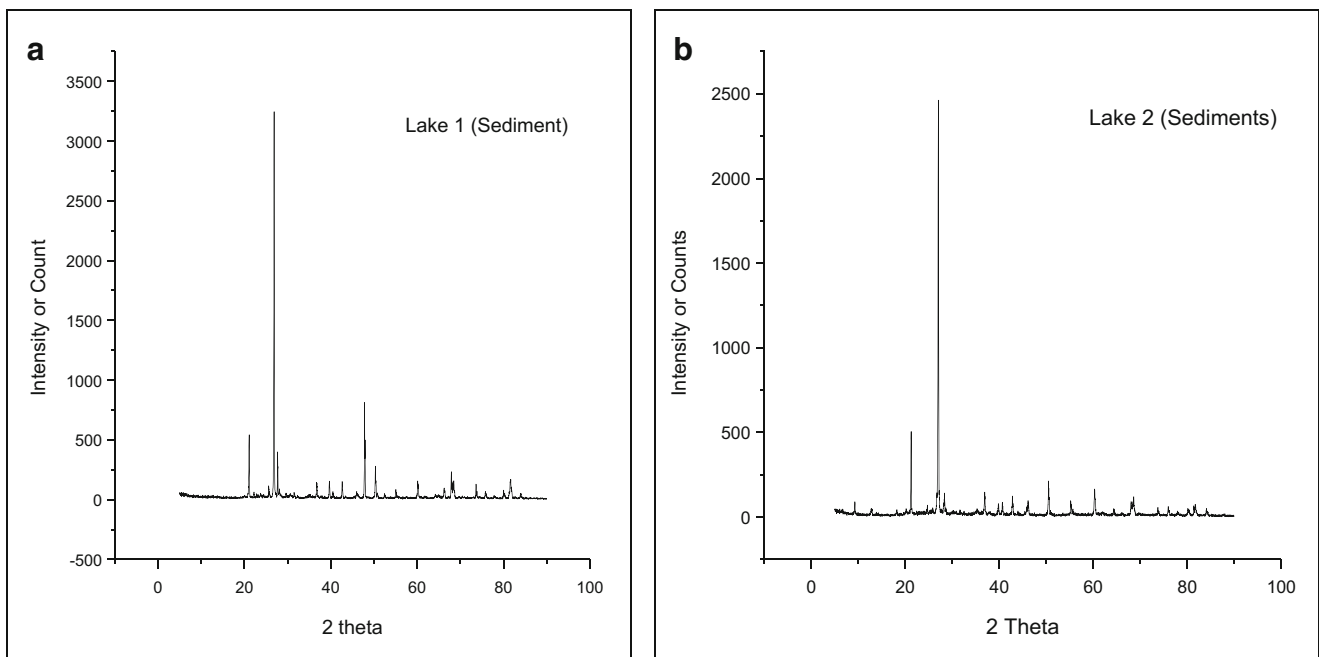 a
Lake 1 (Sediment)
Intensity or Count
3500
3000
2500
2000
1500
1000
500
0
-500
0 20 40 60 80 100
2 theta
b
Lake 2 (Sediments)
Intensity or Counts
2500
2000
1500
1000
500
0
0 20 40 60 80 100
2 Theta